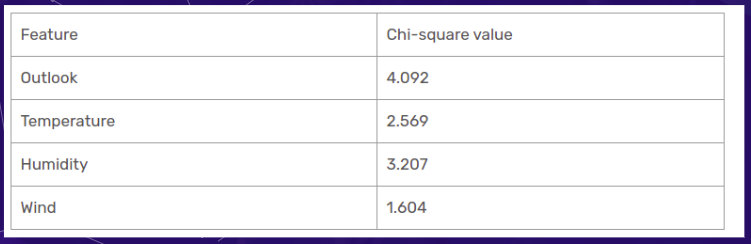 Feature Chi-square value
Outlook 4.092
Temperature 2.569
Humidity 3.207
Wind 1.604